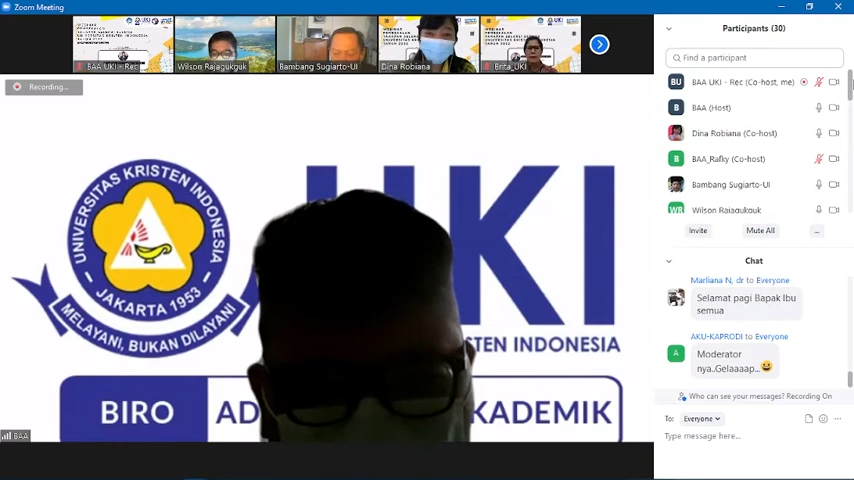 Zoom Meeting
BAA UKI - Rec
Wilson Rajagukguk
Bambang Sugiarto-UI
Dina Robiana
Brita_UKI
Recording...
UNIVERSITAS KRISTEN INDONESIA
JAKARTA 1953
MELAYANI, BUKAN DILAYANI
UKI
STEN INDONESIA
BIRO
AD
KADEMIK
BAA
Participants (30)
Find a participant
BU
BAA UKI - Rec (Co-host, me)
B
BAA (Host)
Dina Robiana (Co-host)
B
BAA_Rafky (Co-host)
Bambang Sugiarto-UI
WR
Wilson Rajagukguk
Invite
Mute All
...
Chat
Marliana N, dr to Everyone
Selamat pagi Bapak Ibu
semua
AKU-KAPRODI to Everyone
A
Moderator
nya..Gelaaaap...😀
Who can see your messages? Recording On
To:
Everyone
Type message here...